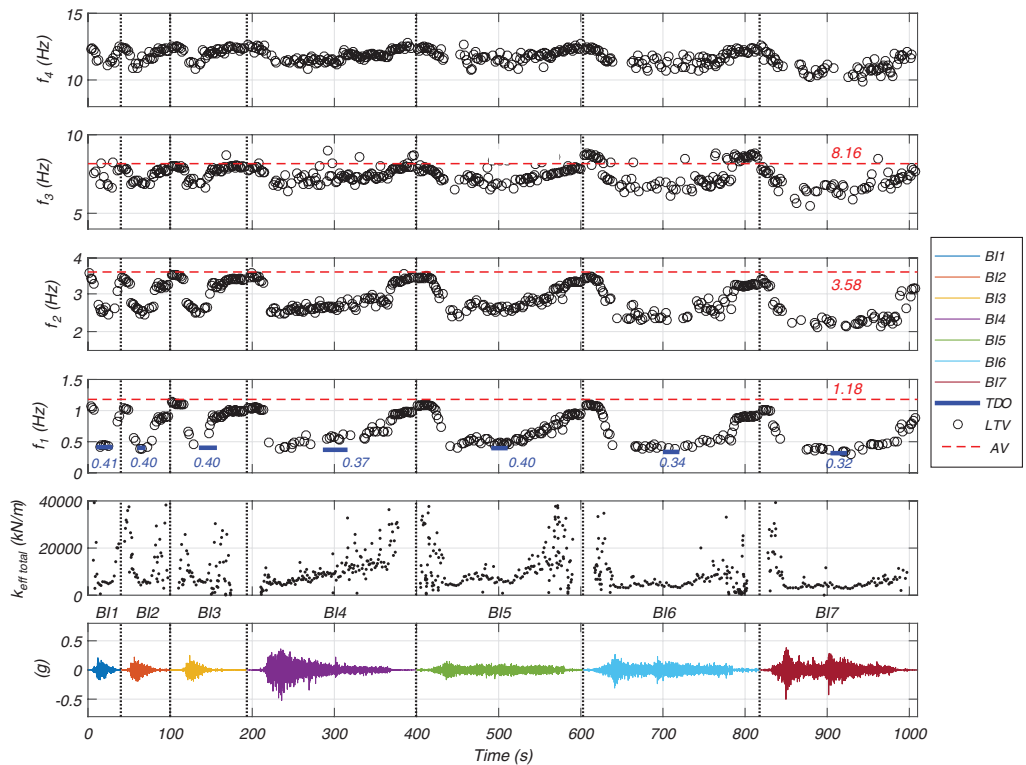 15
10
f4 (Hz)
10
5
f3 (Hz)
8.16
4
3
2
f2 (Hz)
3.58
1.5
1
0.5
0
f1 (Hz)
1.18
0.41
0.40
0.40
0.37
0.40
0.34
0.32
40000
20000
0
keff total (kN/m)
BI1
BI2
BI3
BI4
BI5
BI6
BI7
0.5
0
-0.5
(g)
0
100
200
300
400
500
600
700
800
900
1000
Time (s)
BI1
BI2
BI3
BI4
BI5
BI6
BI7
TDO
LTV
AV